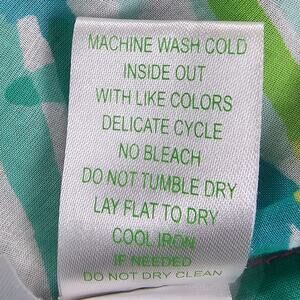 MACHINE WASH COLD
INSIDE OUT
WITH LIKE COLORS
DELICATE CYCLE
NO BLEACH
DO NOT TUMBLE DRY
LAY FLAT TO DRY
COOL IRON
IF NEEDED
DO NOT DRY CLEAN